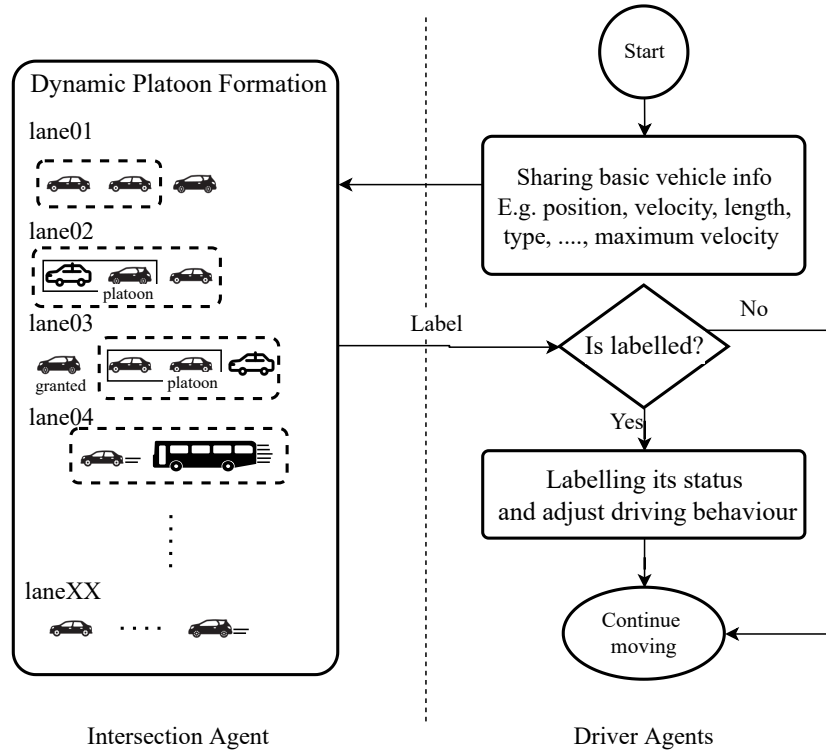 Dynamic Platoon Formation
lane01
lane02
platoon
lane03
granted
platoon
lane04
laneXX
Intersection Agent
Start
Sharing basic vehicle info
E.g. position, velocity, length,
type, ...., maximum velocity
Label
Is labelled?
No
Yes
Labelling its status
and adjust driving behaviour
Continue
moving
Driver Agents